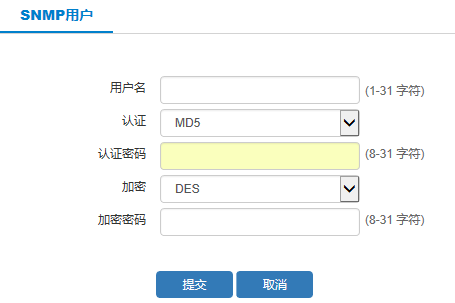 SNMP用户
用户名 (1-31 字符)
认证 MD5
认证密码 (8-31 字符)
加密 DES
加密密码 (8-31 字符)
提交 取消